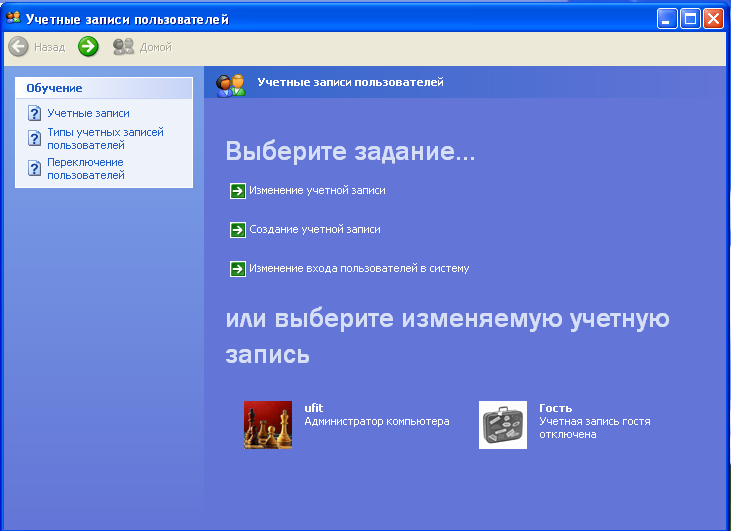 Учетные записи пользователей
Назад
Домой
Обучение
Учетные записи
Типы учетных записей
пользователей
Переключение
пользователей
Учетные записи пользователей
Выберите задание...
Изменение учетной записи
Создание учетной записи
Изменение входа пользователей в систему
или выберите изменяемую учетную
запись
ufit
Администратор компьютера
Гость
Учетная запись гостя
отключена